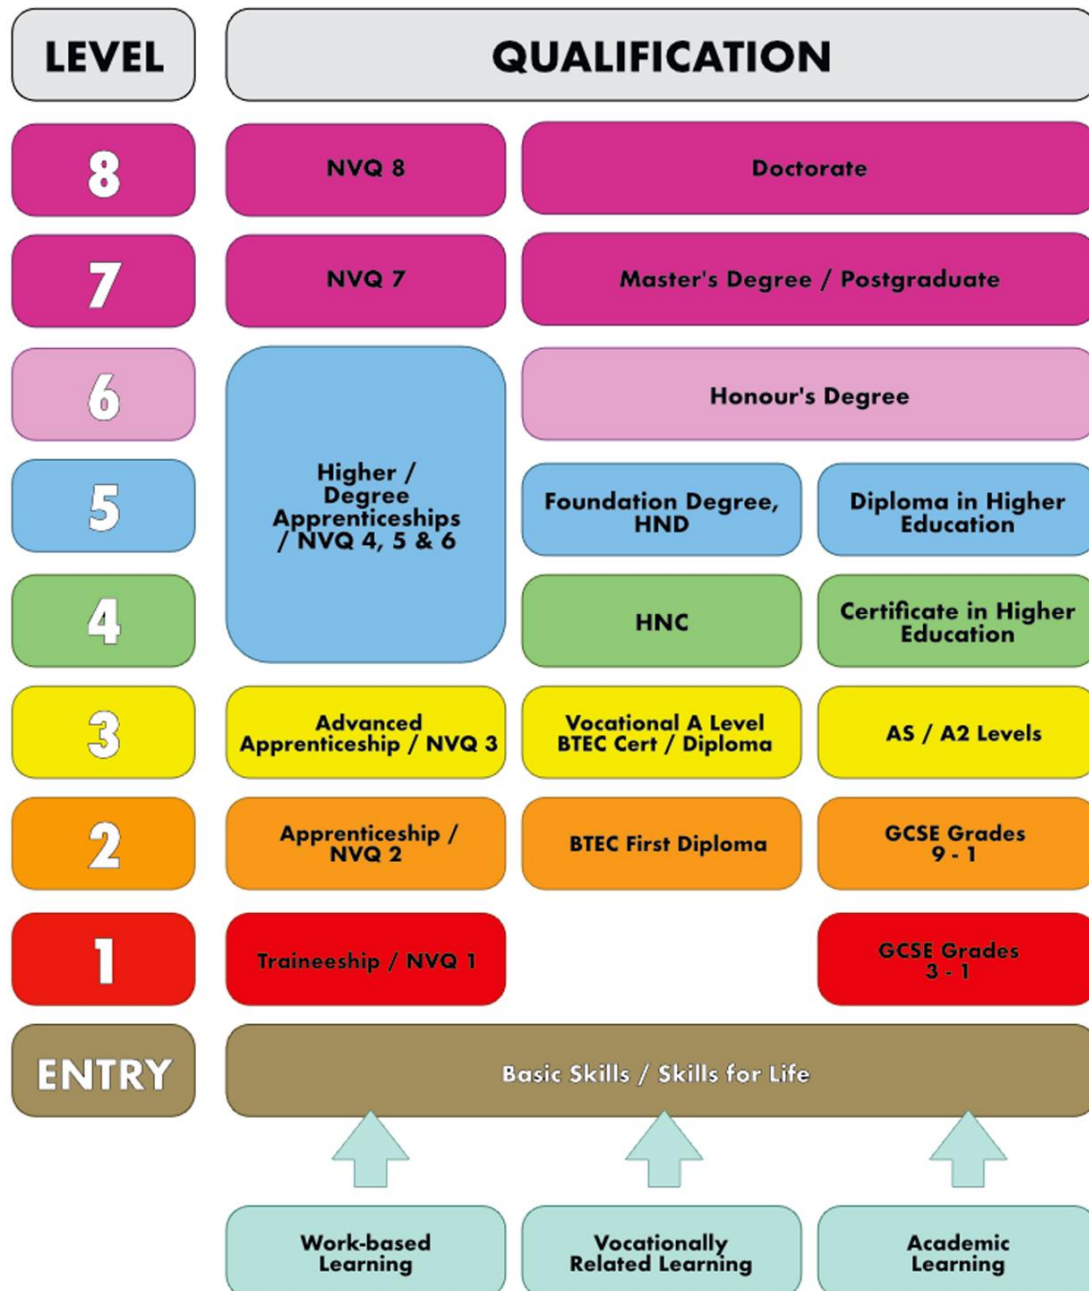 LEVEL
QUALIFICATION
8
NVQ 8
Doctorate
7
NVQ 7
Master's Degree / Postgraduate
6
Honour's Degree
Higher /
Degree
Apprenticeships
/ NVQ 4, 5 & 6
5
Foundation Degree,
HND
Diploma in Higher
Education
4
HNC
Certificate in Higher
Education
3
Advanced
Apprenticeship / NVQ 3
Vocational A Level
BTEC Cert / Diploma
AS / A2 Levels
2
Apprenticeship /
NVQ 2
BTEC First Diploma
GCSE Grades
9 - 1
1
Traineeship / NVQ 1
GCSE Grades
3 - 1
ENTRY
Basic Skills / Skills for Life
Work-based
Learning
Vocationally
Related Learning
Academic
Learning